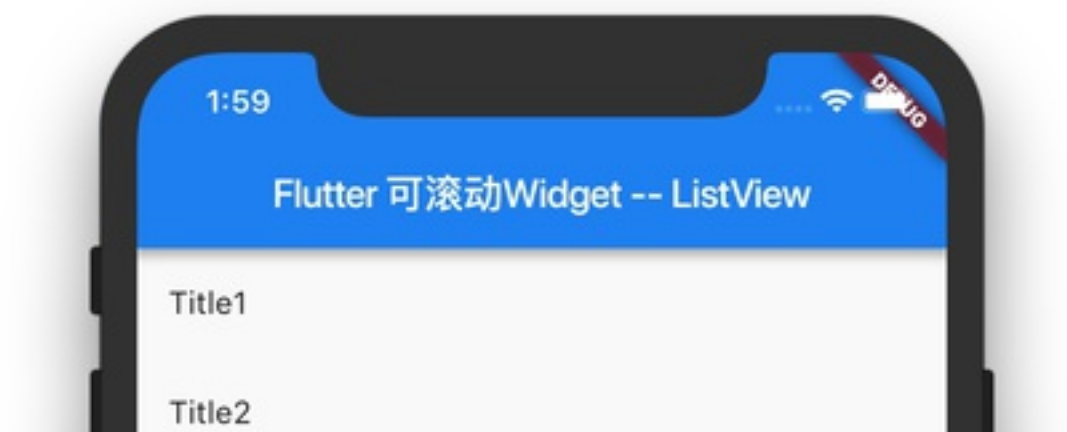 1:59
DEBUG
Flutter 可滚动Widget -- ListView
Title1
Title2